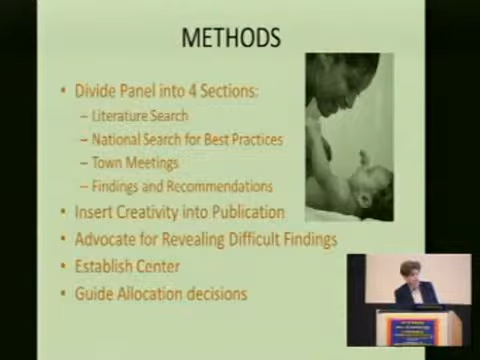 METHODS
• Divide Panel into 4 Sections:
– Literature Search
– National Search for Best Practices
– Town Meetings
– Findings and Recommendations
• Insert Creativity into Publication
• Advocate for Revealing Difficult Findings
• Establish Center
• Guide Allocation decisions